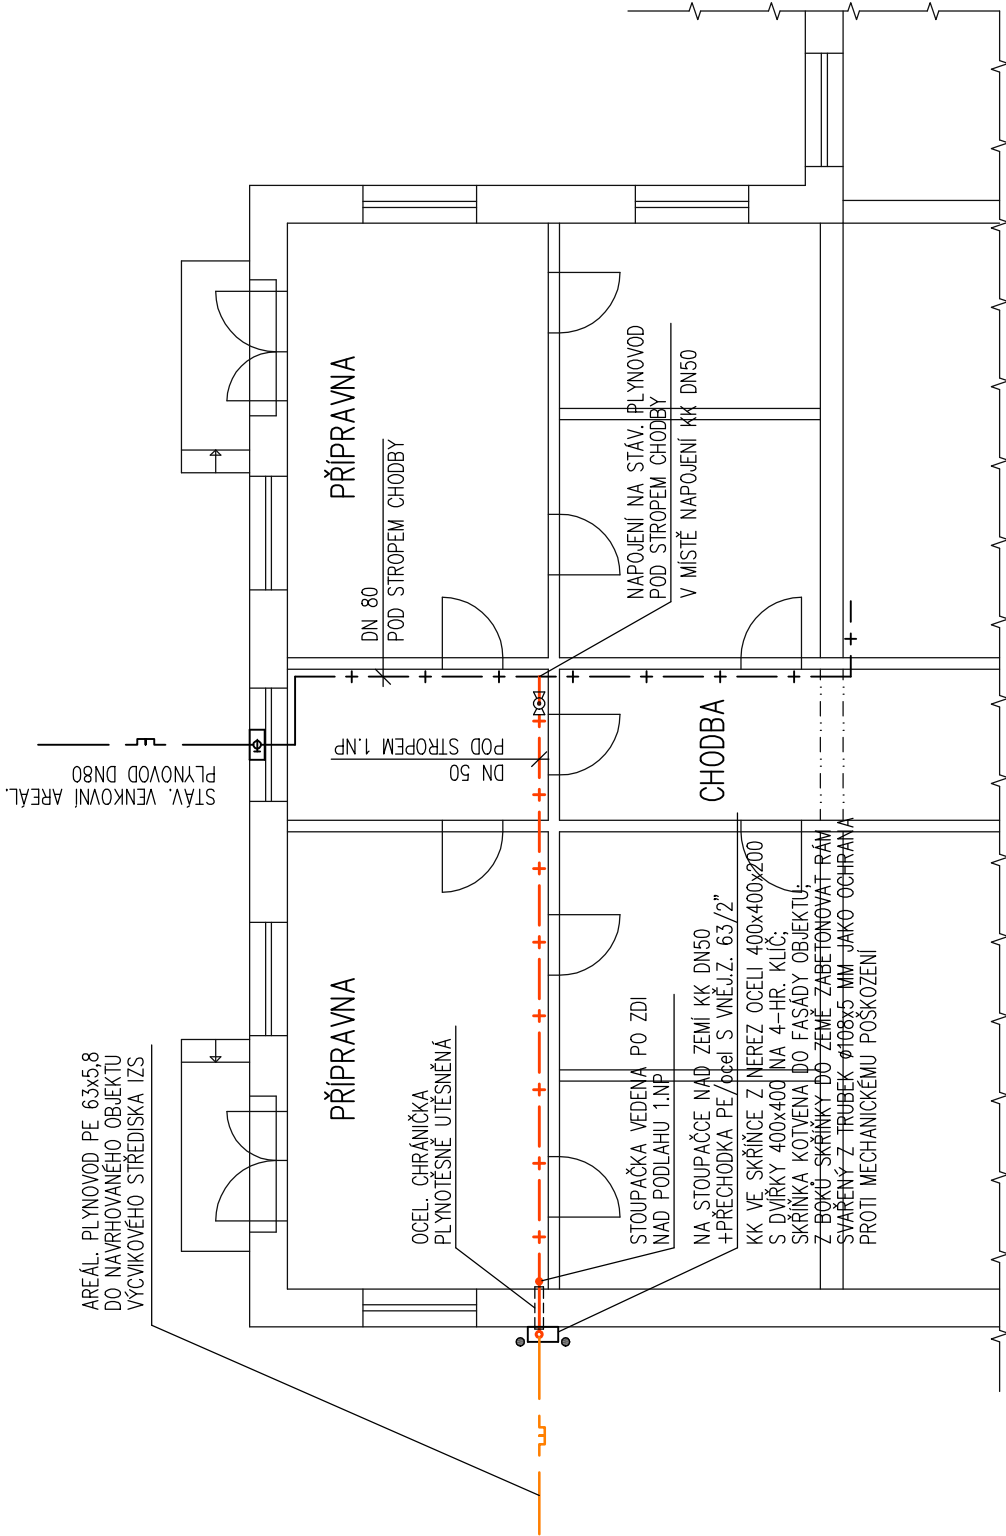 STÁV. VENKOVNÍ AREÁL.
PLYNOVOD DN80
PŘÍPRAVNA
DN 80
POD STROPEM CHODBY
NAPOJENÍ NA STÁV. PLYNOVOD
POD STROPEM CHODBY
V MÍSTĚ NAPOJENÍ KK DN50
DN 50
POD STROPEM 1.NP
CHODBA
AREÁL. PLYNOVOD PE 63x5,8
DO NAVRHOVANÉHO OBJEKTU
VÝCVIKOVÉHO STŘEDISKA IZS
PŘÍPRAVNA
OCEL. CHRÁNIČKA
PLYNOTĚSNĚ UTĚSNĚNÁ
STOUPAČKA VEDENA PO ZDI
NAD PODLAHU 1.NP
NA STOUPAČCE NAD ZEMÍ KK DN50
+PŘECHODKA PE/ocel S VNĚJ.Z. 63/2"
KK VE SKŘÍŇCE Z NEREZ OCELI 400x400x200
S DVÍŘKY 400x400 NA 4-HR. KLÍČ;
SKŘÍŇKA KOTVENA DO FASÁDY OBJEKTU;
Z BOKŮ SKŘÍŇKY DO ZEMĚ ZABETONOVAT RÁM
SVAŘENÝ Z TRUBEK ø108x5 MM JAKO OCHRANA
PROTI MECHANICKÉMU POŠKOZENÍ